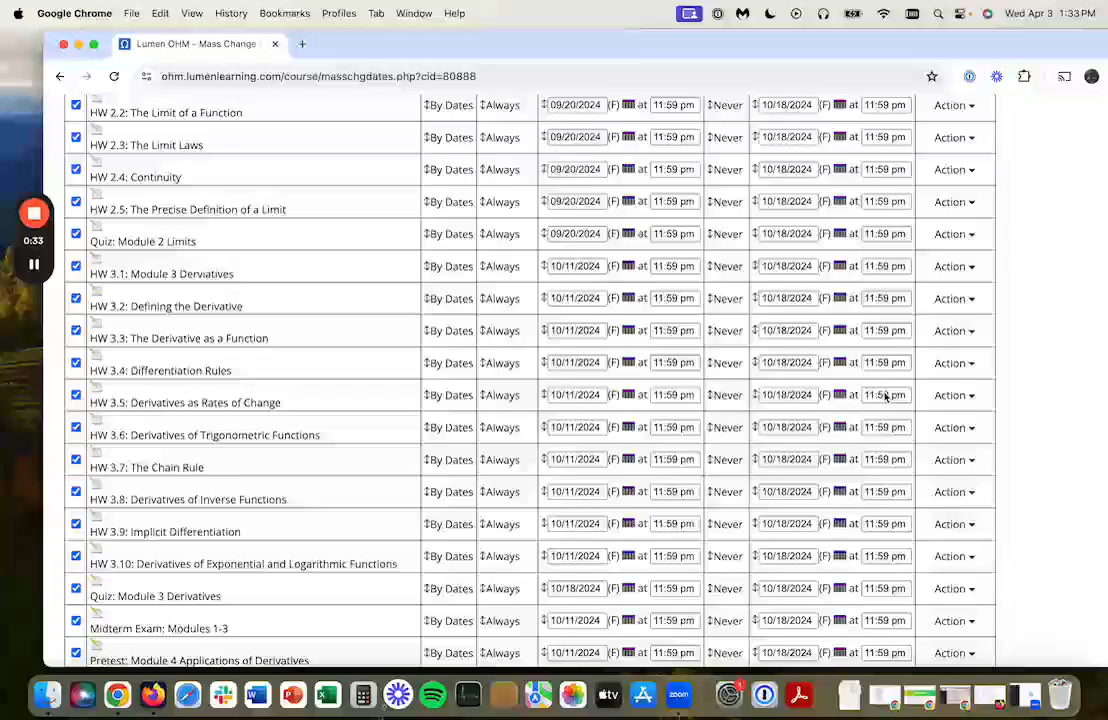 Google Chrome File Edit View History Bookmarks Profiles Tab Window Help Wed Apr 3 1:33 PM
Lumen OHM - Mass Change
ohm.lumenlearning.com/course/masschgdates.php?cid=80888
HW 2.2: The Limit of a Function By Dates Always 09/20/2024 (F) at 11:59 pm Never 10/18/2024 (F) at 11:59 pm Action
HW 2.3: The Limit Laws By Dates Always 09/20/2024 (F) at 11:59 pm Never 10/18/2024 (F) at 11:59 pm Action
HW 2.4: Continuity By Dates Always 09/20/2024 (F) at 11:59 pm Never 10/18/2024 (F) at 11:59 pm Action
HW 2.5: The Precise Definition of a Limit By Dates Always 09/20/2024 (F) at 11:59 pm Never 10/18/2024 (F) at 11:59 pm Action
Quiz: Module 2 Limits By Dates Always 09/20/2024 (F) at 11:59 pm Never 10/18/2024 (F) at 11:59 pm Action
0:33
HW 3.1: Module 3 Derviatives By Dates Always 10/11/2024 (F) at 11:59 pm Never 10/18/2024 (F) at 11:59 pm Action
HW 3.2: Defining the Derivative By Dates Always 10/11/2024 (F) at 11:59 pm Never 10/18/2024 (F) at 11:59 pm Action
HW 3.3: The Derivative as a Function By Dates Always 10/11/2024 (F) at 11:59 pm Never 10/18/2024 (F) at 11:59 pm Action
HW 3.4: Differentiation Rules By Dates Always 10/11/2024 (F) at 11:59 pm Never 10/18/2024 (F) at 11:59 pm Action
HW 3.5: Derivatives as Rates of Change By Dates Always 10/11/2024 (F) at 11:59 pm Never 10/18/2024 (F) at 11:59 pm Action
HW 3.6: Derivatives of Trigonometric Functions By Dates Always 10/11/2024 (F) at 11:59 pm Never 10/18/2024 (F) at 11:59 pm Action
HW 3.7: The Chain Rule By Dates Always 10/11/2024 (F) at 11:59 pm Never 10/18/2024 (F) at 11:59 pm Action
HW 3.8: Derivatives of Inverse Functions By Dates Always 10/11/2024 (F) at 11:59 pm Never 10/18/2024 (F) at 11:59 pm Action
HW 3.9: Implicit Differentiation By Dates Always 10/11/2024 (F) at 11:59 pm Never 10/18/2024 (F) at 11:59 pm Action
HW 3.10: Derivatives of Exponential and Logarithmic Functions By Dates Always 10/11/2024 (F) at 11:59 pm Never 10/18/2024 (F) at 11:59 pm Action
Quiz: Module 3 Derivatives By Dates Always 10/18/2024 (F) at 11:59 pm Never 10/18/2024 (F) at 11:59 pm Action
Midterm Exam: Modules 1-3 By Dates Always 10/11/2024 (F) at 11:59 pm Never 10/18/2024 (F) at 11:59 pm Action
Pretest: Module 4 Applications of Derivatives By Dates Always 10/11/2024 (F) at 11:59 pm Never 10/18/2024 (F) at 11:59 pm Action
tv zoom 1